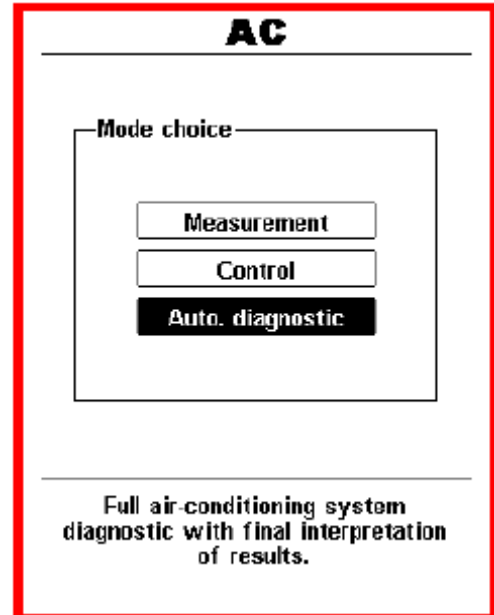 AC
Mode choice
Measurement
Control
Auto. diagnostic
Full air-conditioning system
diagnostic with final interpretation
of results.